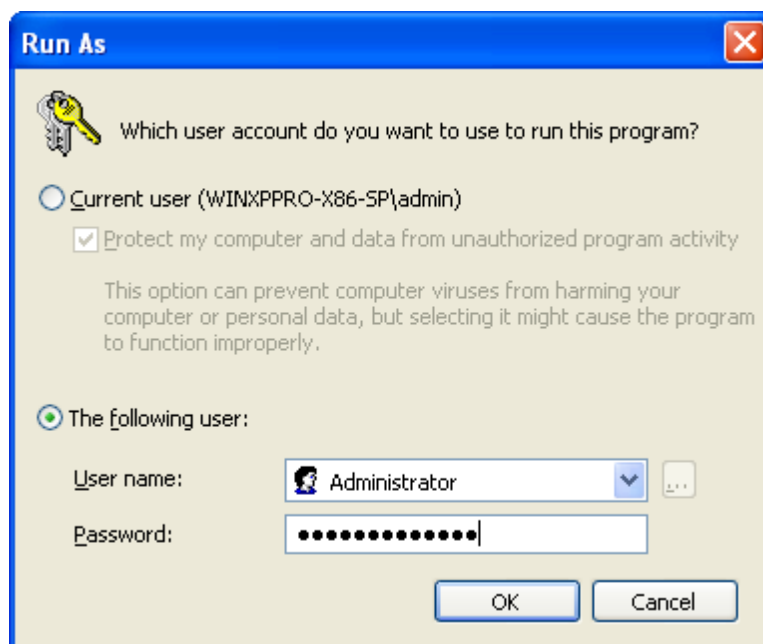 Run As
Which user account do you want to use to run this program?
Current user (WINXPPRO-X86-SP\admin)
Protect my computer and data from unauthorized program activity
This option can prevent computer viruses from harming your
computer or personal data, but selecting it might cause the program
to function improperly.
The following user:
User name: Administrator ...
Password: •••••••••••••
OK Cancel